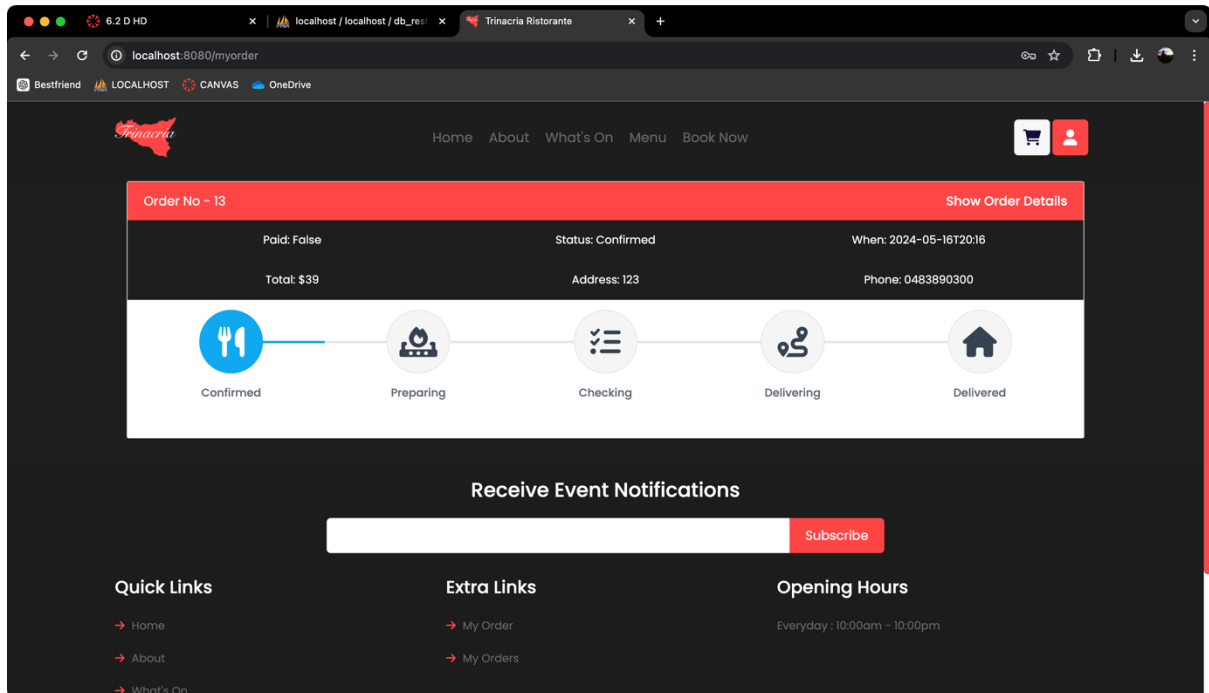 6.2 D HD
localhost / localhost / db_rest
Trinacria Ristorante
localhost:8080/myorder
Bestfriend LOCALHOST CANVAS OneDrive
Trinacria
Home About What's On Menu Book Now
Order No - 13 Show Order Details
Paid: False Status: Confirmed When: 2024-05-16T20:16
Total: $39 Address: 123 Phone: 0483890300
Confirmed Preparing Checking Delivering Delivered
Receive Event Notifications
Subscribe
Quick Links Extra Links Opening Hours
Home My Order Everyday : 10:00am - 10:00pm
About My Orders
What's On